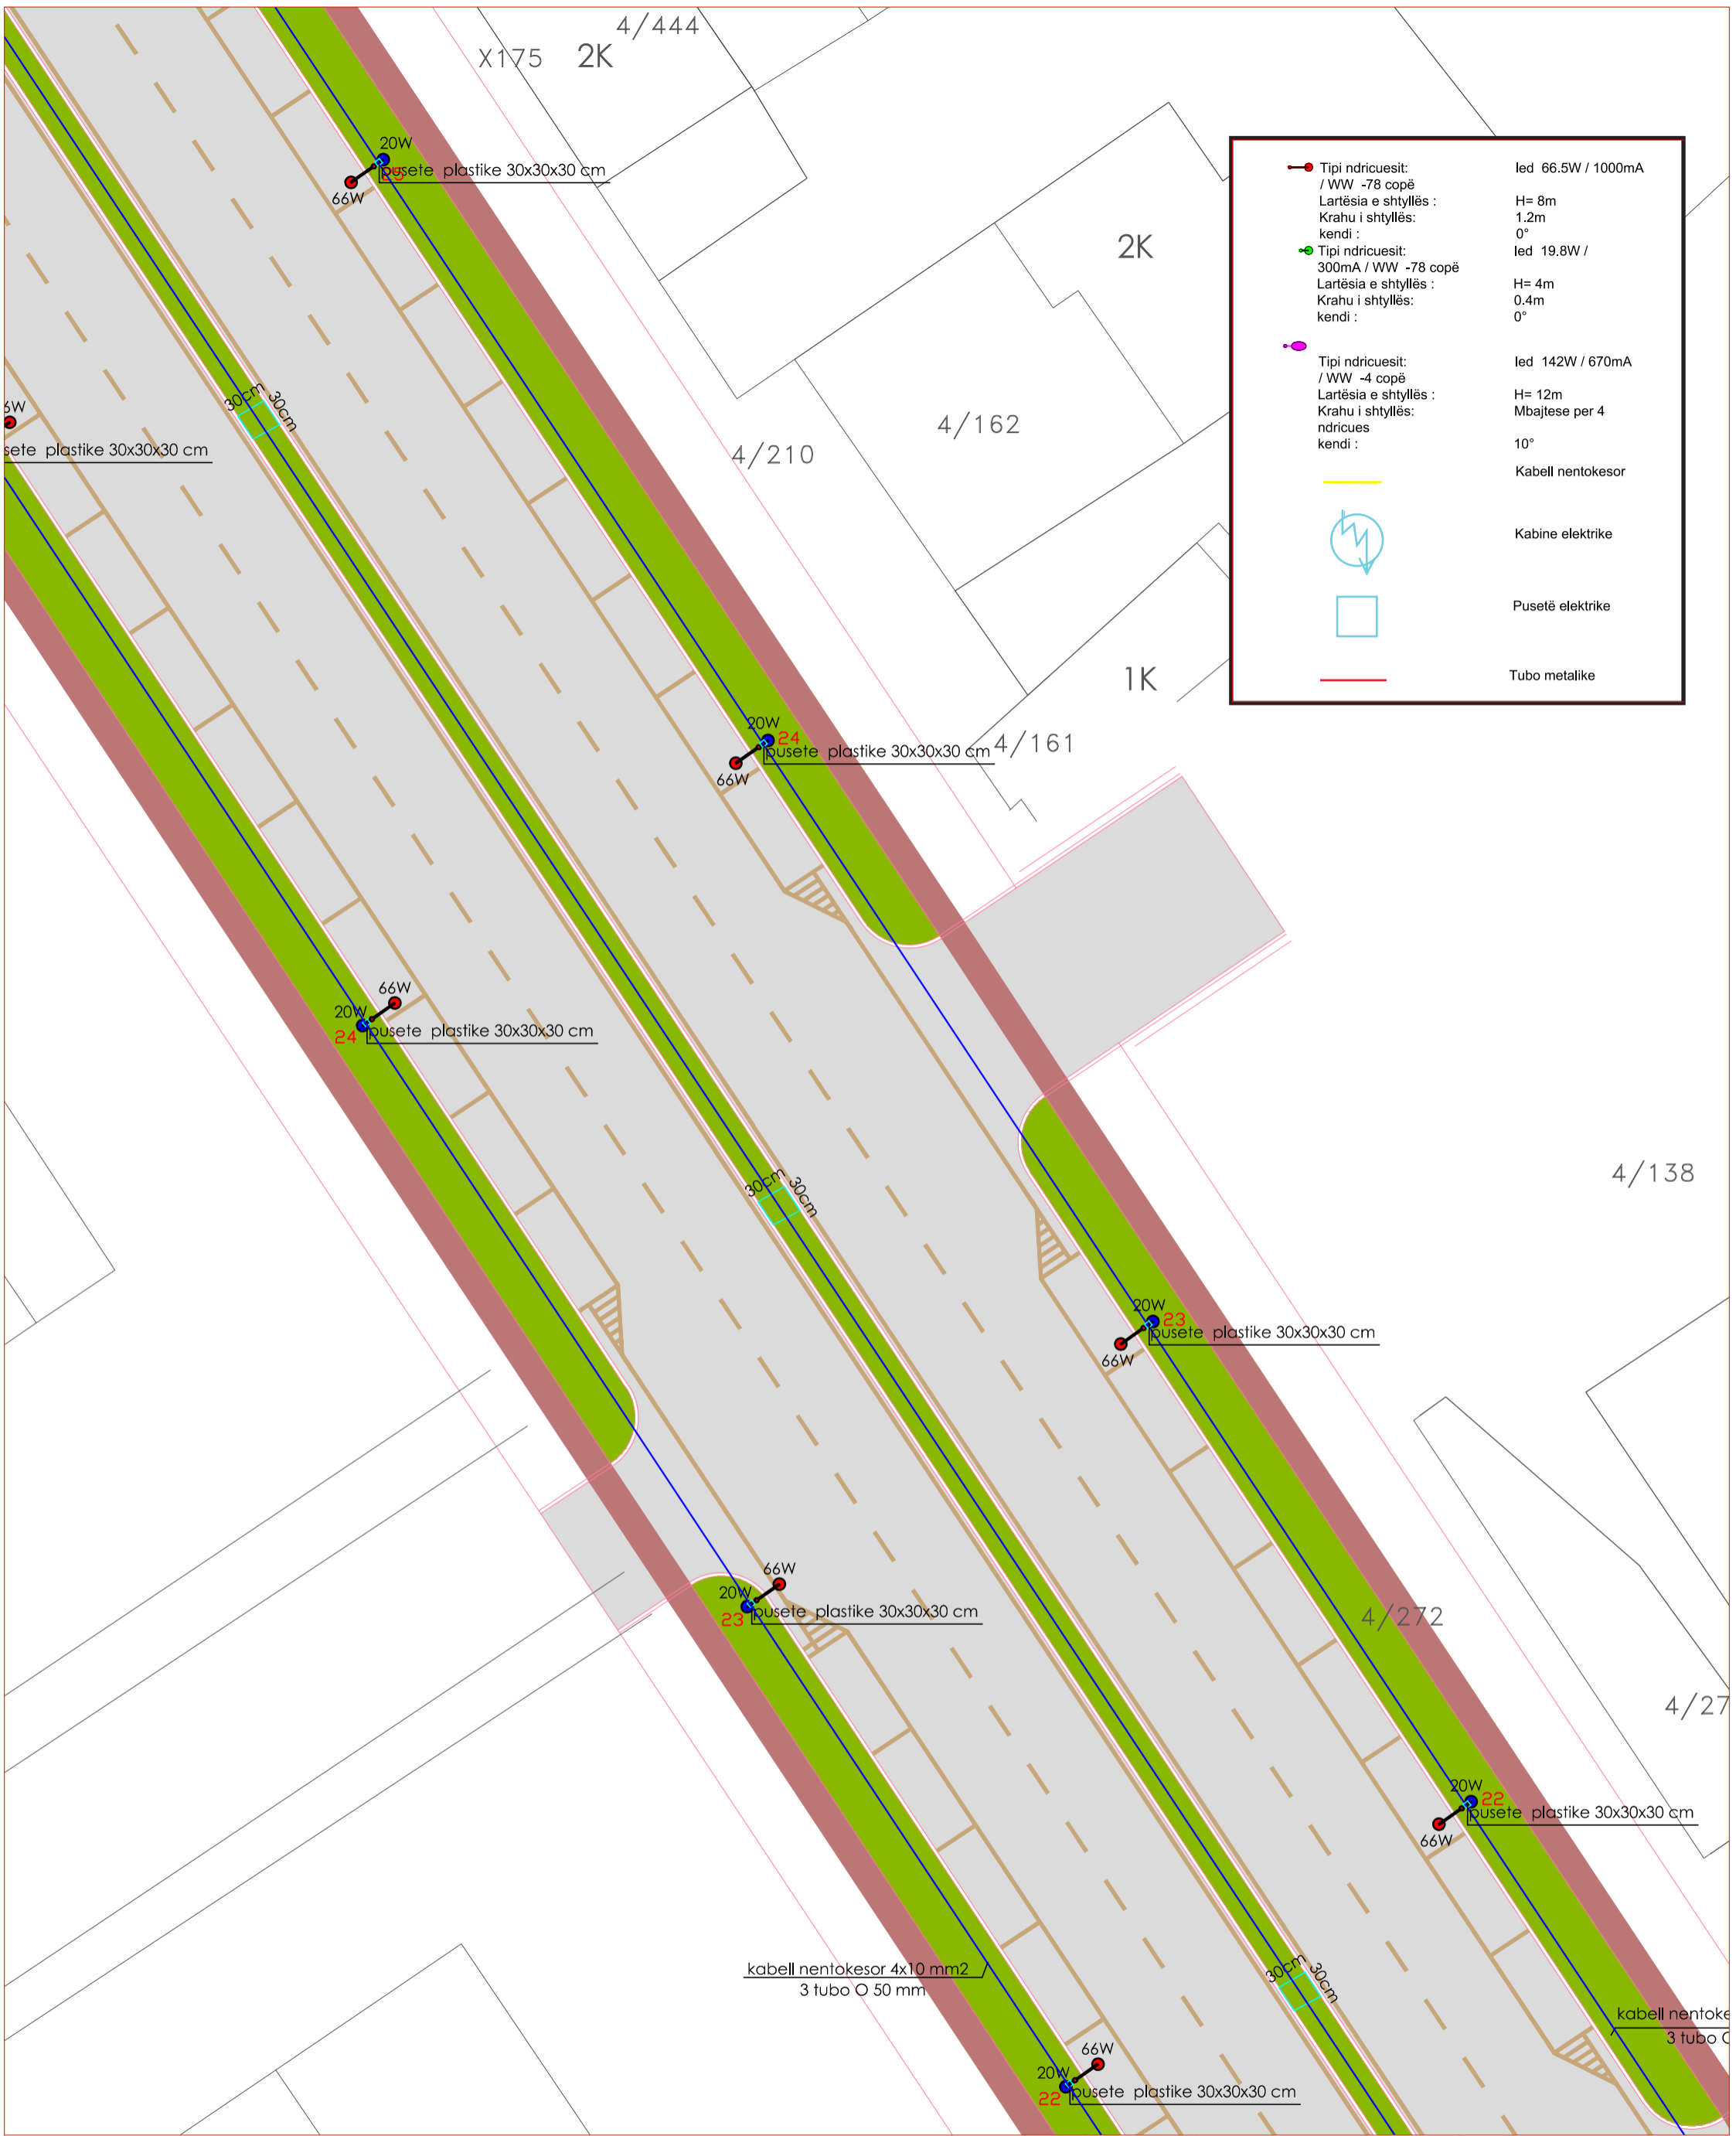 4/444
X175
2K
20W
25
pusete plastike 30x30x30 cm
66W
Tipi ndricuesit: led 66.5W / 1000mA
/ WW -78 copë
Lartësia e shtyllës : H= 8m
Krahu i shtyllës: 1.2m
kendi : 0°
Tipi ndricuesit: led 19.8W /
300mA / WW -78 copë
Lartësia e shtyllës : H= 4m
Krahu i shtyllës: 0.4m
kendi : 0°
Tipi ndricuesit: led 142W / 670mA
/ WW -4 copë
Lartësia e shtyllës : H= 12m
Krahu i shtyllës: Mbajtese per 4
ndricues
kendi : 10°
Kabell nentokesor
Kabine elektrike
Pusetë elektrike
Tubo metalike
2K
30cm
30cm
6W
sete plastike 30x30x30 cm
4/162
4/210
1K
20W
24
pusete plastike 30x30x30 cm
66W
4/161
66W
20W
24
pusete plastike 30x30x30 cm
30cm
30cm
4/138
20W
23
pusete plastike 30x30x30 cm
66W
66W
20W
23
pusete plastike 30x30x30 cm
4/272
4/27
20W
22
pusete plastike 30x30x30 cm
66W
kabell nentokesor 4x10 mm2
3 tubo O 50 mm
30cm
30cm
kabell nentoke
3 tubo O
66W
20W
22
pusete plastike 30x30x30 cm